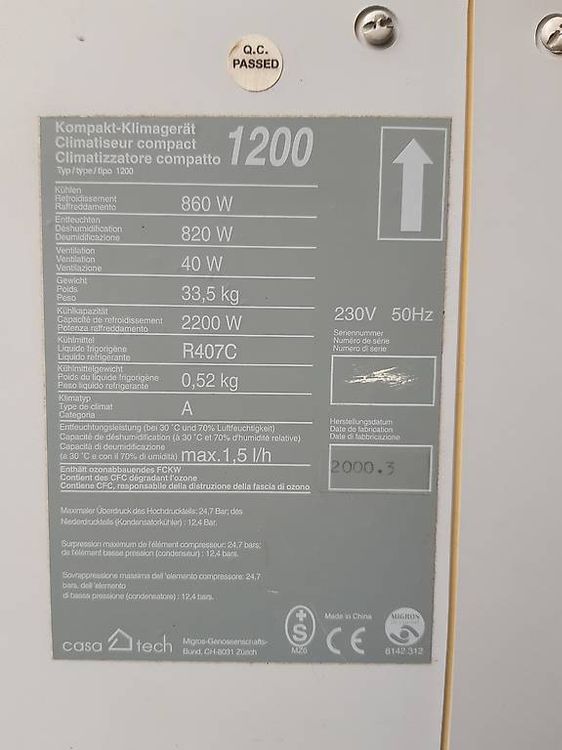 Q.C.
PASSED
Kompakt-Klimagerät
Climatiseur compact
Climatizzatore compatto
1200
Typ / type / tipo 1200
Kühlen
Refroidissement
Raffreddamento
860 W
Entfeuchten
Déshumidification
Deumidificazione
820 W
Ventilation
Ventilation
Ventilazione
40 W
Gewicht
Poids
Peso
33,5 kg
Kühlkapazität
Capacité de refroidissement
Potenza raffreddamento
2200 W
Kühlmittel
Liquide frigorigène
Liquido refrigerante
R407C
Kühlmittelgewicht
Poids du liquide frigorigène
Peso liquido refrigerante
0,52 kg
Klimatyp
Type de climat
Categoria
A
Entfeuchtungsleistung (bei 30 °C und 70% Luftfeuchtigkeit)
Capacité de déshumidification (à 30 °C et 70% d'humidité relative)
Capacità di deumidificazione
(a 30 °C e con il 70% di umidità)
max.1,5 l/h
Enthält ozonabbauendes FCKW
Contient des CFC dégradant l'ozone
Contiene CFC, responsabile della distruzione della fascia di ozono
Maximaler Überdruck des Hochdruckteils: 24,7 Bar; des
Niederdruckteils (Kondensatorkühler) : 12,4 Bar.
Surpression maximum de l'élément compresseur: 24,7 bars;
de l'élément basse pression (condenseur) : 12,4 bars.
Sovrappressione massima dell 'elemento compressore: 24,7
bars, dell'elemento
di bassa pressione (condensatore) : 12,4 bars.
230V 50Hz
Seriennummer
Numéro de série
Numero di serie
Herstellungsdatum
Date de fabrication
Data di fabricazione
2000.3
casa tech
Migros-Genossenschafts-
Bund, CH-8031 Zürich
+
S
MZ6
Made in China
CE
MIGROS
6142 312